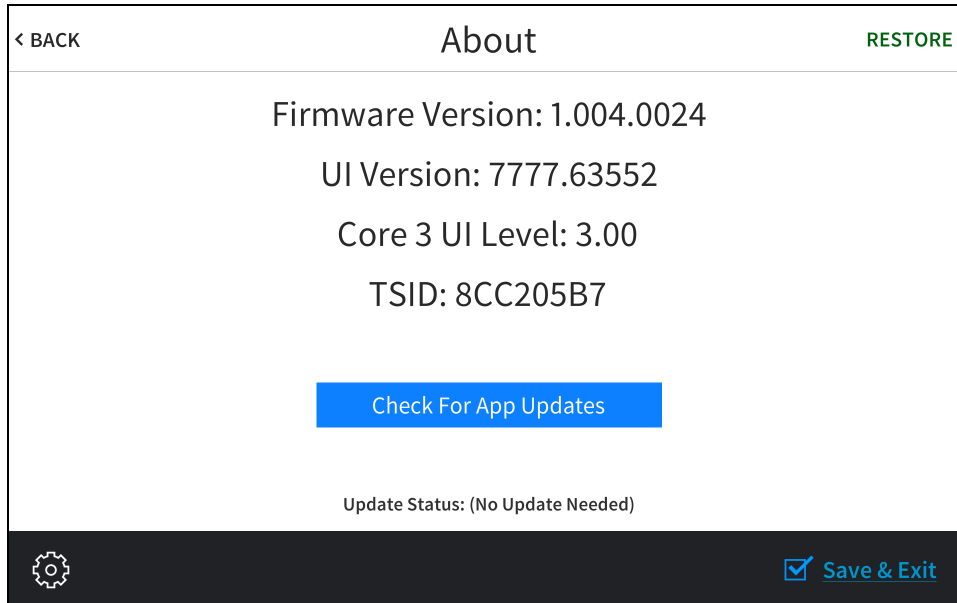 < BACK
About
RESTORE
Firmware Version: 1.004.0024
UI Version: 7777.63552
Core 3 UI Level: 3.00
TSID: 8CC205B7
Check For App Updates
Update Status: (No Update Needed)
Save & Exit